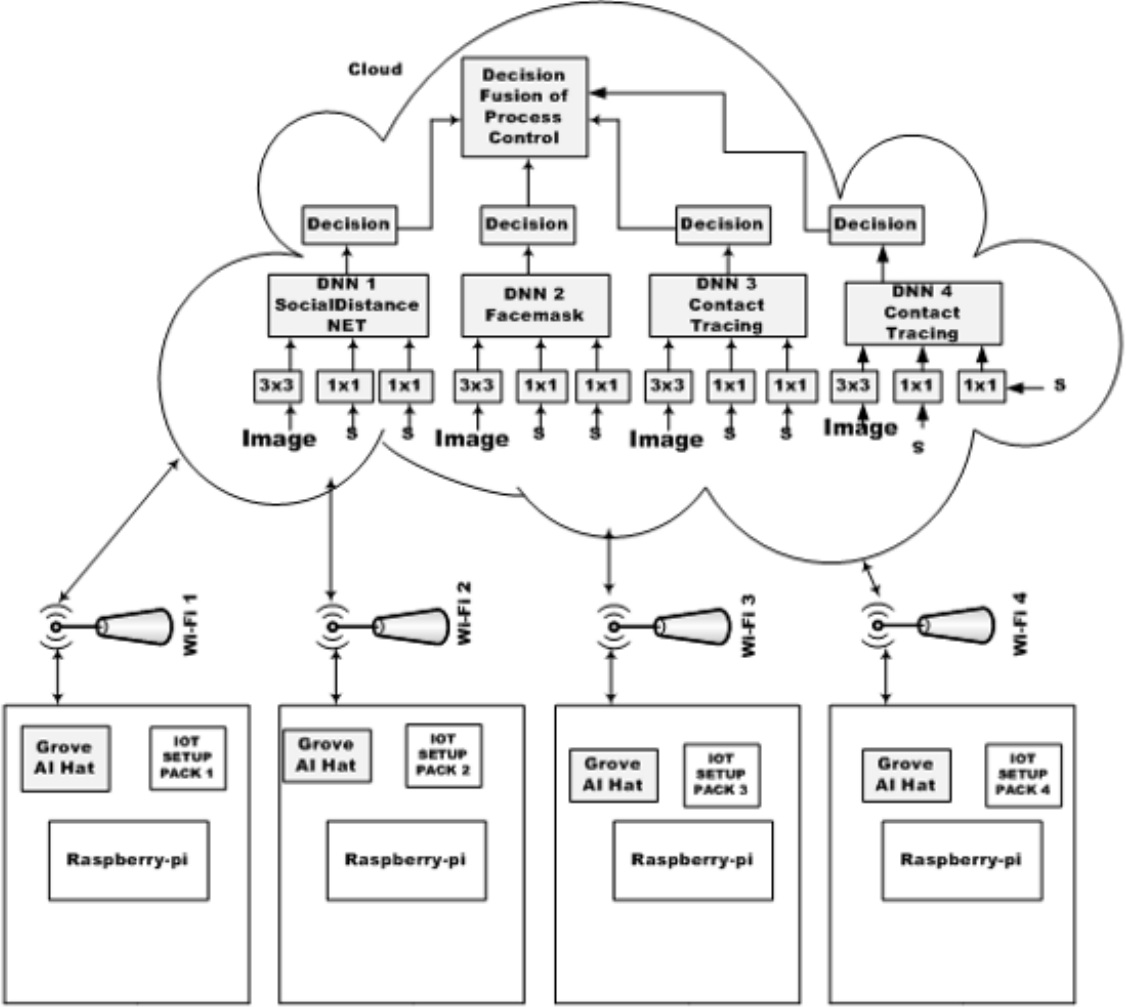 Cloud
Decision
Fusion of
Process
Control
Decision
Decision
Decision
Decision
DNN 1
SocialDistance
NET
DNN 2
Facemask
DNN 3
Contact
Tracing
DNN 4
Contact
Tracing
3x3
1x1
1x1
3x3
1x1
1x1
3x3
1x1
1x1
3x3
1x1
1x1
S
Image
S
S
Image
S
S
Image
S
S
Image
S
Wi-Fi 1
Wi-Fi 2
Wi-Fi 3
Wi-Fi 4
Grove
AI Hat
IOT
SETUP
PACK 1
Raspberry-pi
Grove
AI Hat
IOT
SETUP
PACK 2
Raspberry-pi
Grove
AI Hat
IOT
SETUP
PACK 3
Raspberry-pi
Grove
AI Hat
IOT
SETUP
PACK 4
Raspberry-pi